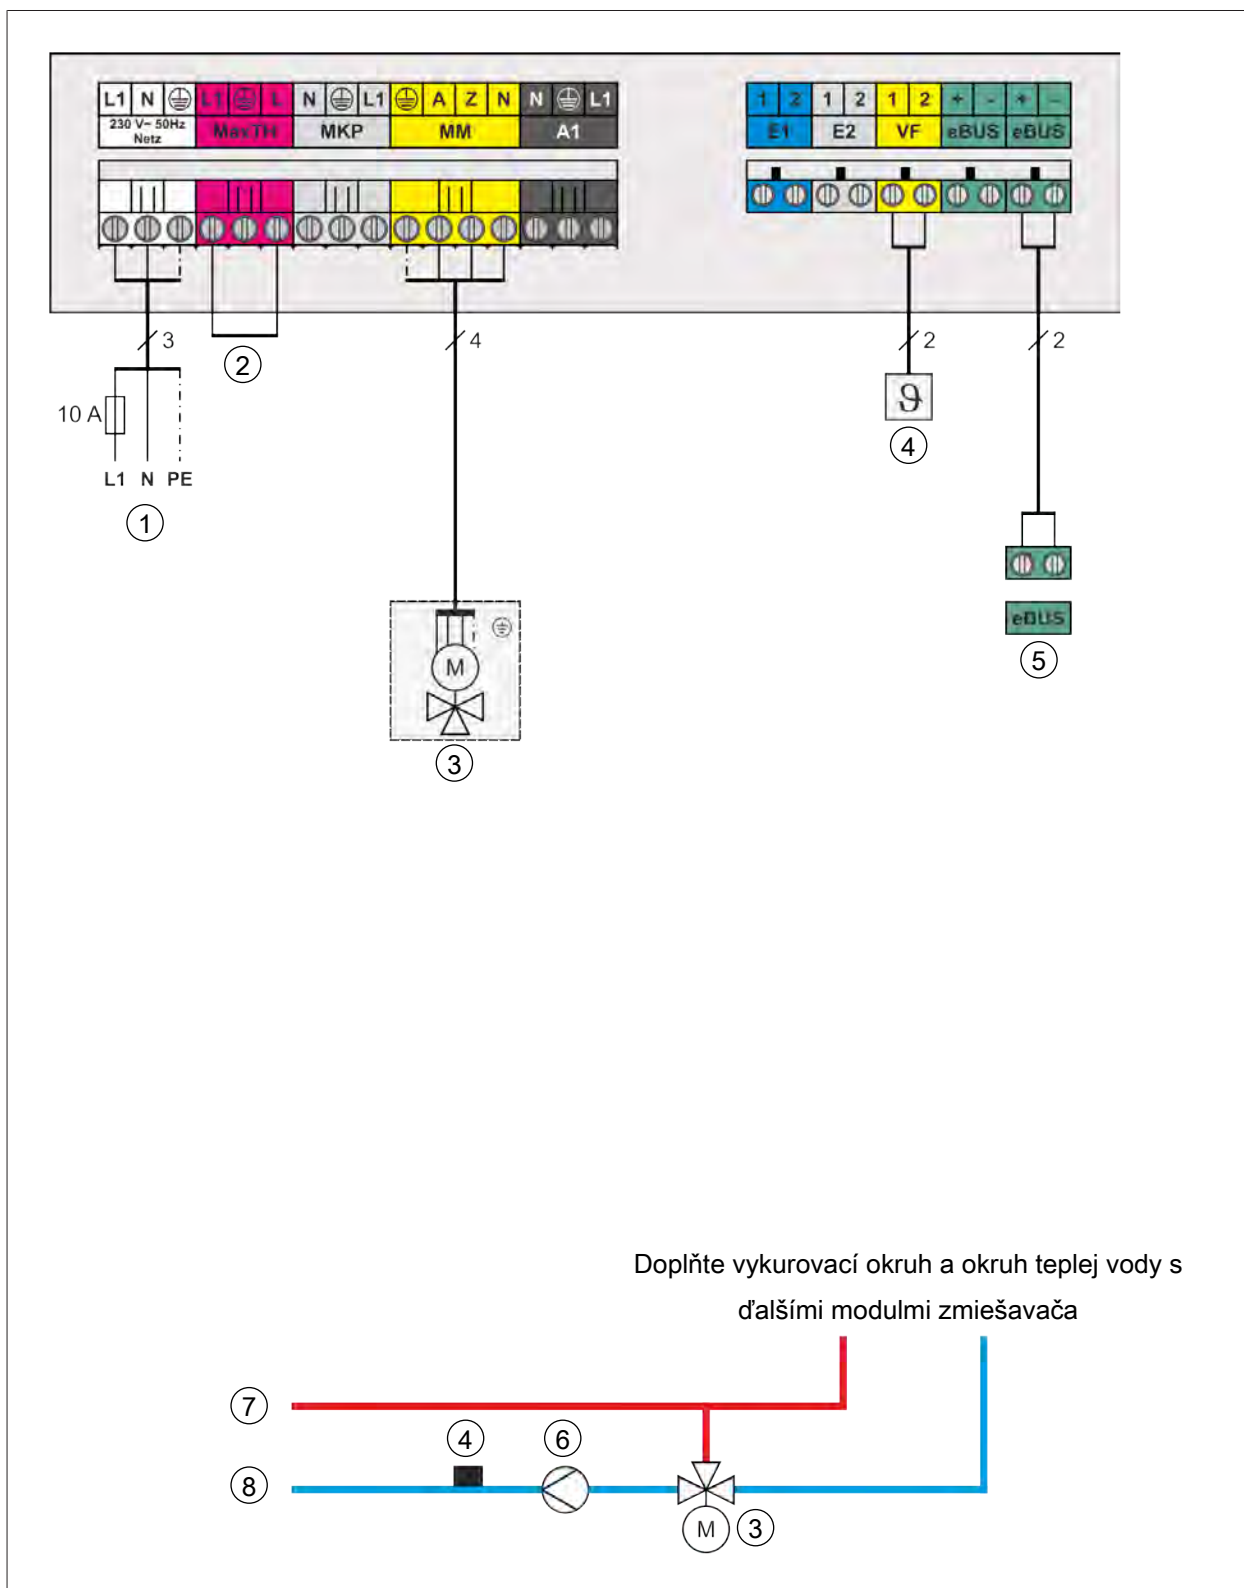 L1 N L1 L N L1 A Z N N L1
230 V~ 50Hz
Netz
MaxTH MKP MM A1
1 2 1 2 1 2 + - + -
E1 E2 VF eBUS eBUS
3
2
4
2
2
10 A
L1 N PE
1
4
M
3
eBUS
5
Doplňte vykurovací okruh a okruh teplej vody s
ďalšími modulmi zmiešavača
7
4 6
8
M 3